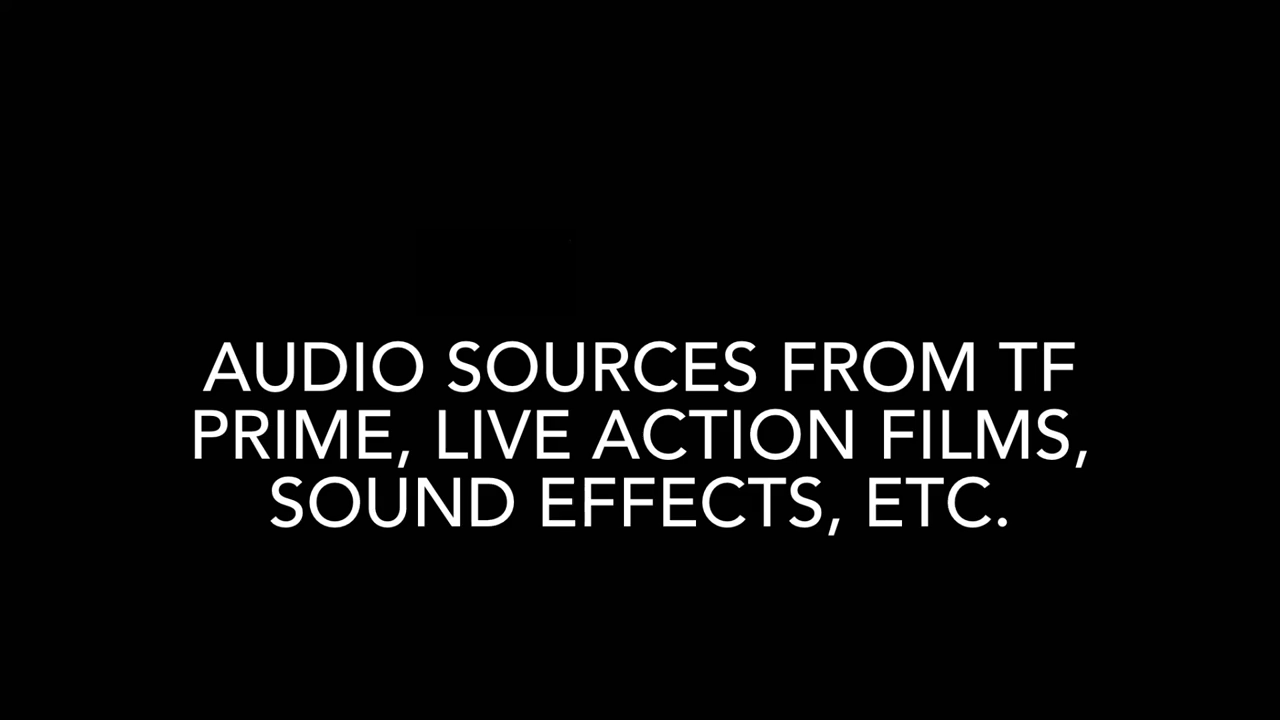 AUDIO SOURCES FROM TF
PRIME, LIVE ACTION FILMS,
SOUND EFFECTS, ETC.